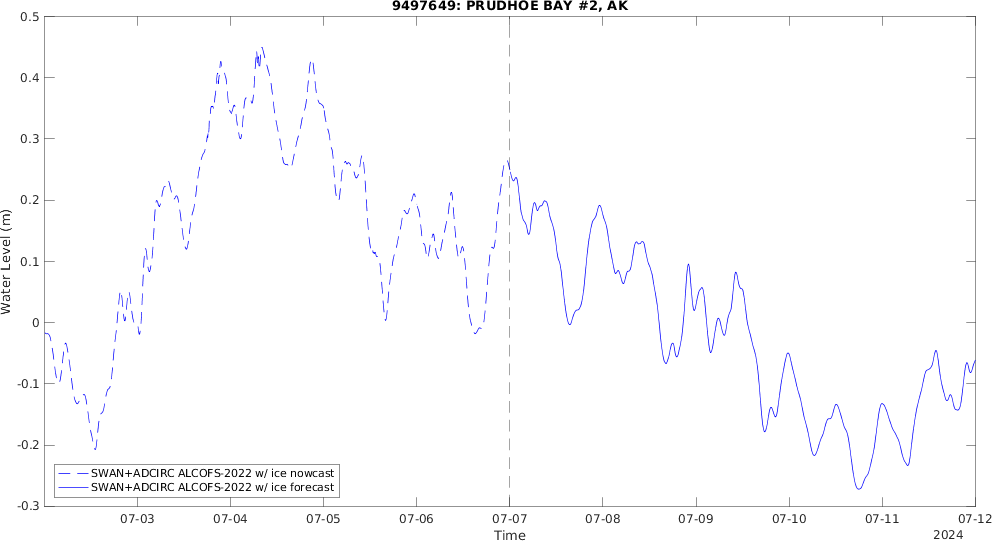 9497649: PRUDHOE BAY #2, AK
0.5
0.4
0.3
0.2
0.1
0
-0.1
-0.2
-0.3
Water Level (m)
SWAN+ADCIRC ALCOFS-2022 w/ ice nowcast
SWAN+ADCIRC ALCOFS-2022 w/ ice forecast
07-03 07-04 07-05 07-06 07-07 07-08 07-09 07-10 07-11 07-12
Time
2024